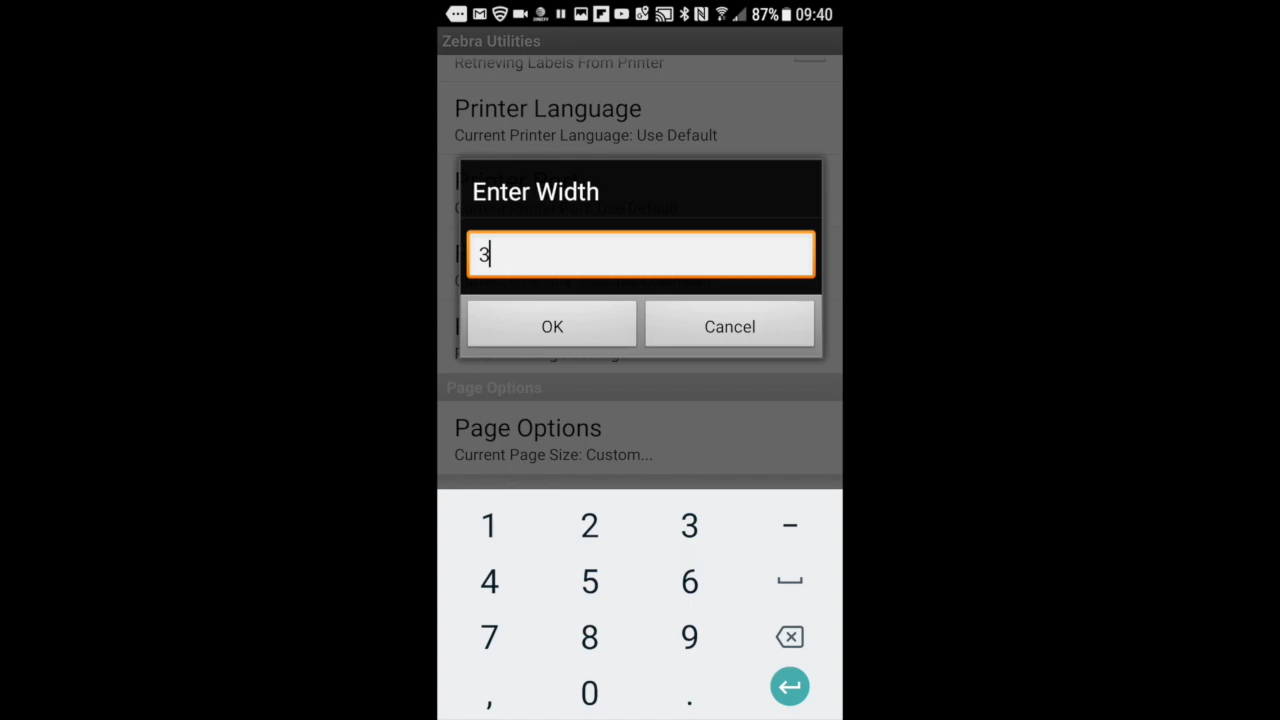 87% 09:40
Zebra Utilities
Retrieving Labels From Printer
Printer Language
Current Printer Language: Use Default
Enter Width
3
OK Cancel
Page Options
Page Options
Current Page Size: Custom...
1 2 3 -
4 5 6
7 8 9
, 0 .